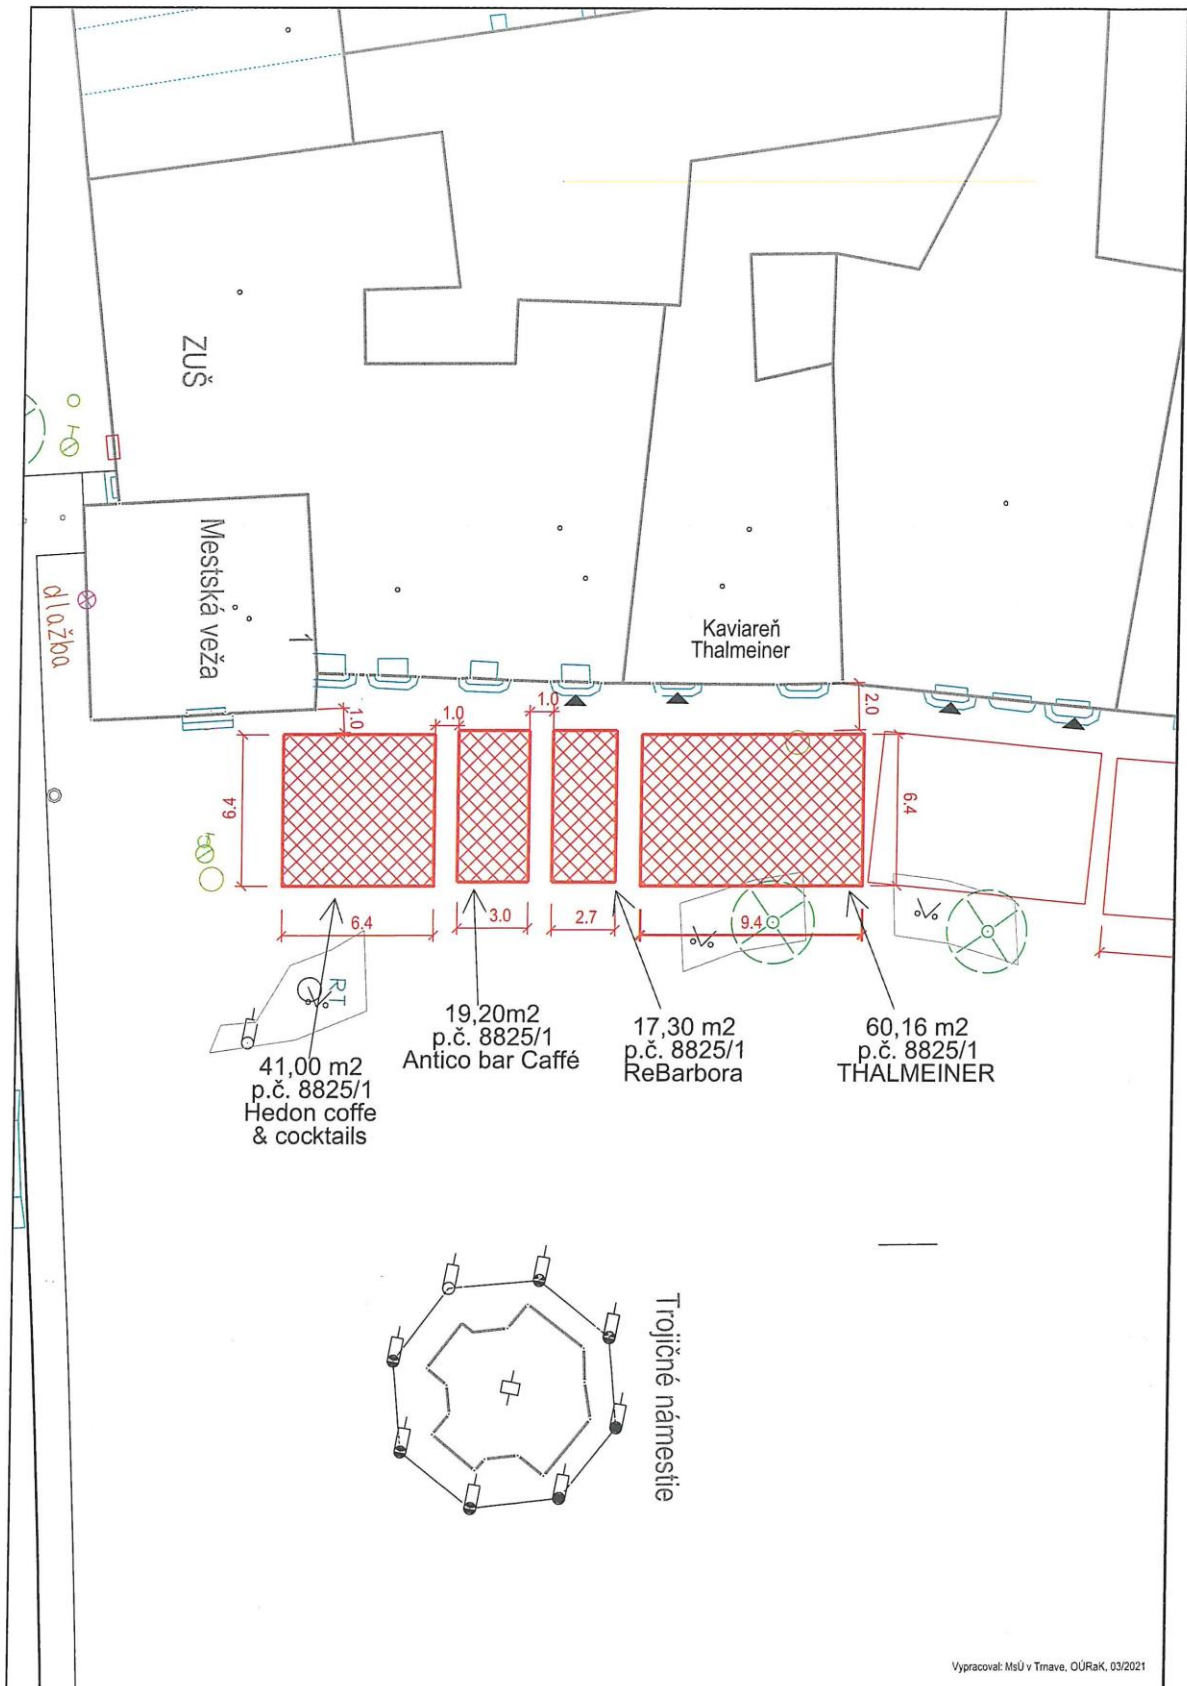 ZUŠ
Mestská veža
1
dlažba
Kaviareň
Thalmeiner
1.0
1.0
1.0
2.0
6.4
6.4
6.4
3.0
2.7
9.4
RT
41,00 m2
p.č. 8825/1
Hedon coffe
& cocktails
19,20m2
p.č. 8825/1
Antico bar Caffé
17,30 m2
p.č. 8825/1
ReBarbora
60,16 m2
p.č. 8825/1
THALMEINER
Trojičné námestie
Vypracoval: MsÚ v Trnave, OÚRaK, 03/2021